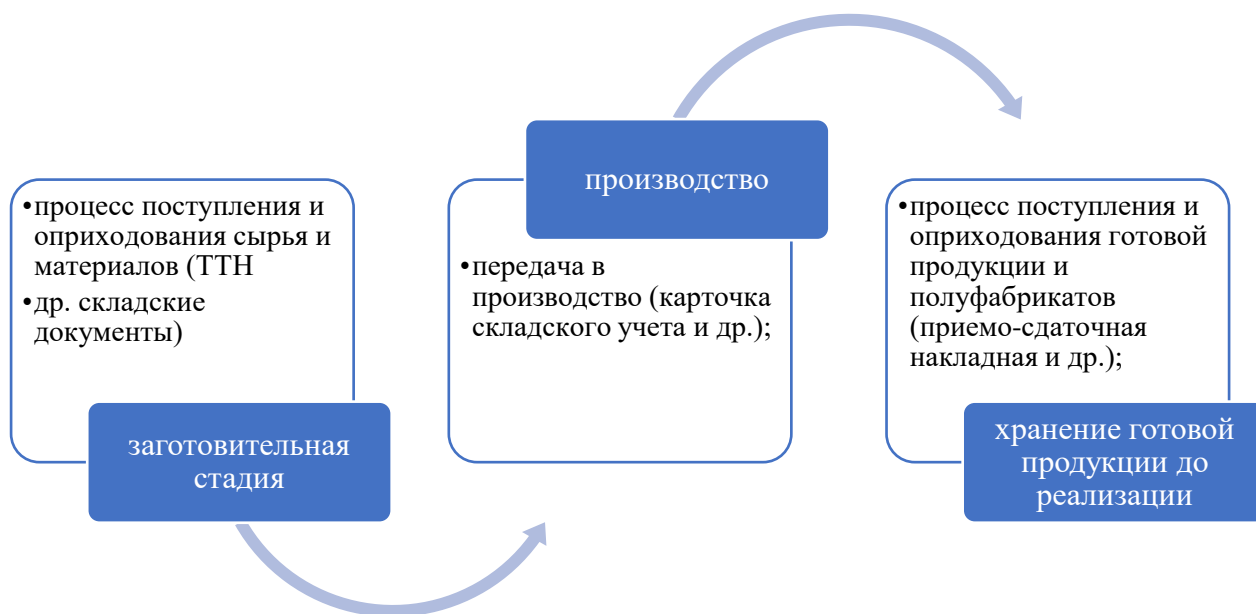 •процесс поступления и
оприходования сырья и
материалов (ТТН
•др. складские
документы)
заготовительная
стадия
производство
•передача в
производство (карточка
складского учета и др.);
•процесс поступления и
оприходования готовой
продукции и
полуфабрикатов
(приемо-сдаточная
накладная и др.);
хранение готовой
продукции до
реализации